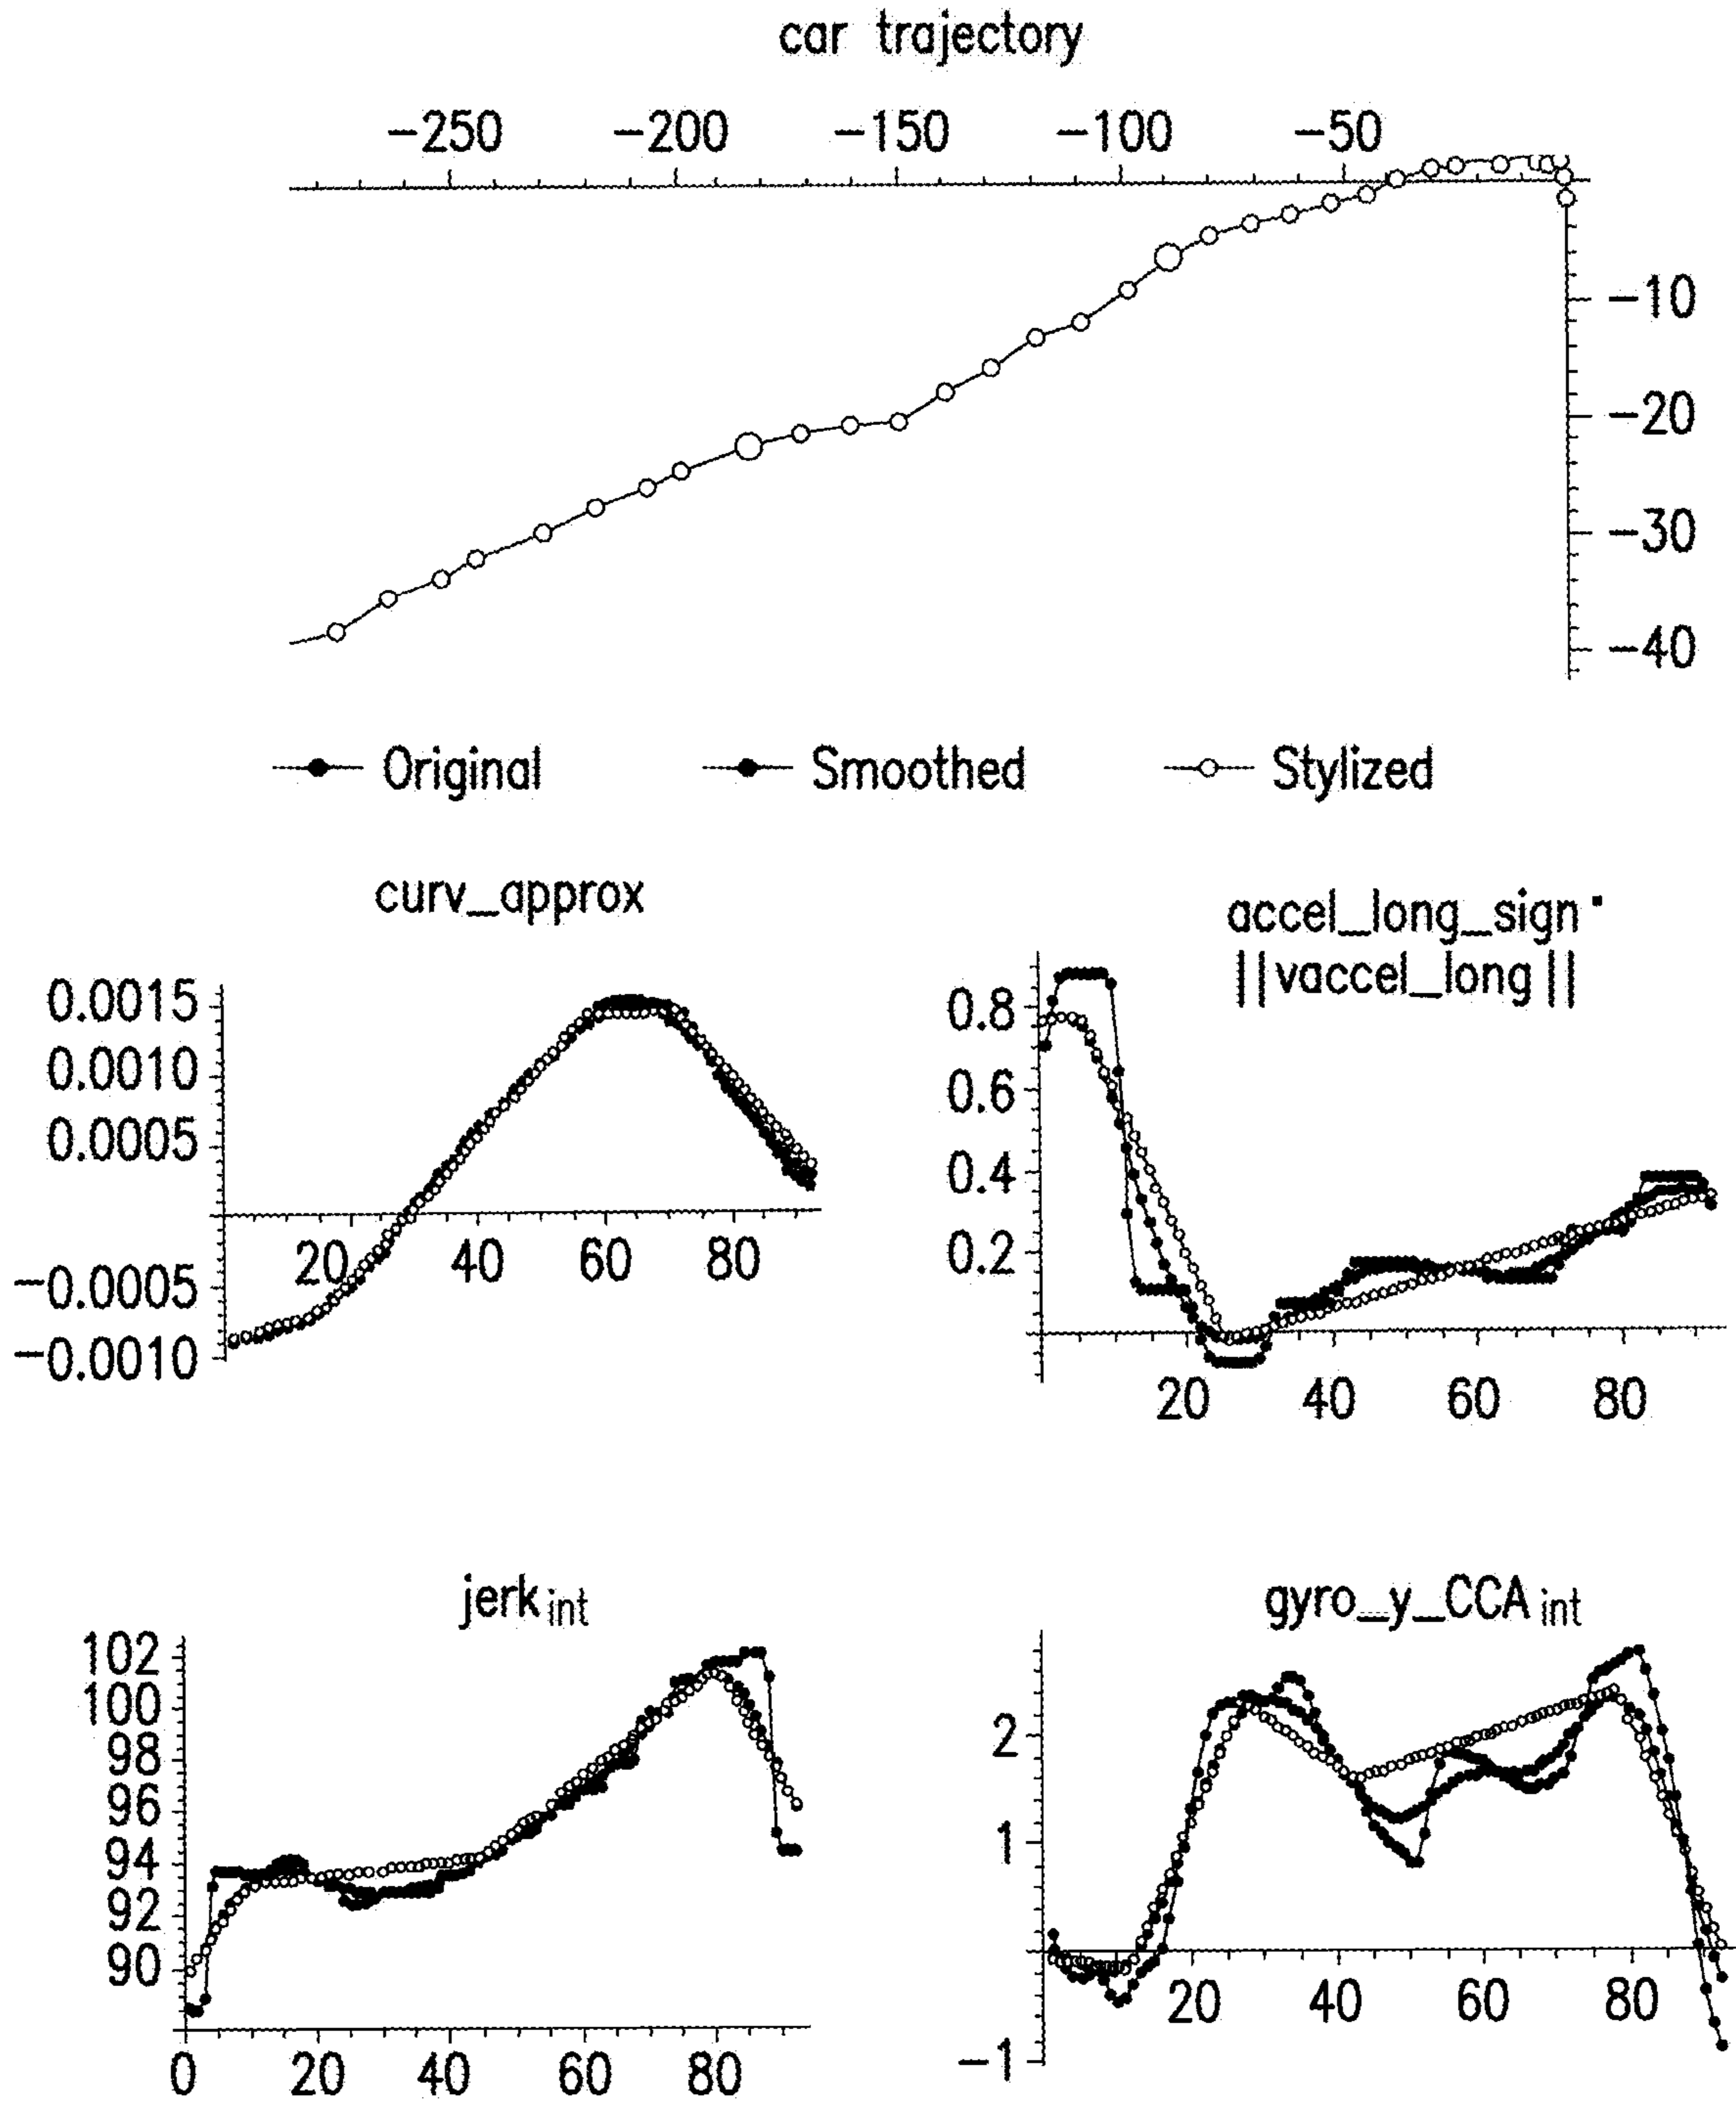 car trajectory
−250 −200 −150 −100 −50
−10
−20
−30
−40
Original Smoothed Stylized
curv_approx
0.0015
0.0010
0.0005
−0.0005
−0.0010
20 40 60 80
accel_long_sign·
||vaccel_long||
0.8
0.6
0.4
0.2
20 40 60 80
jerk int
102
100
98
96
94
92
90
0 20 40 60 80
gyro_y_CCA int
2
1
−1
20 40 60 80